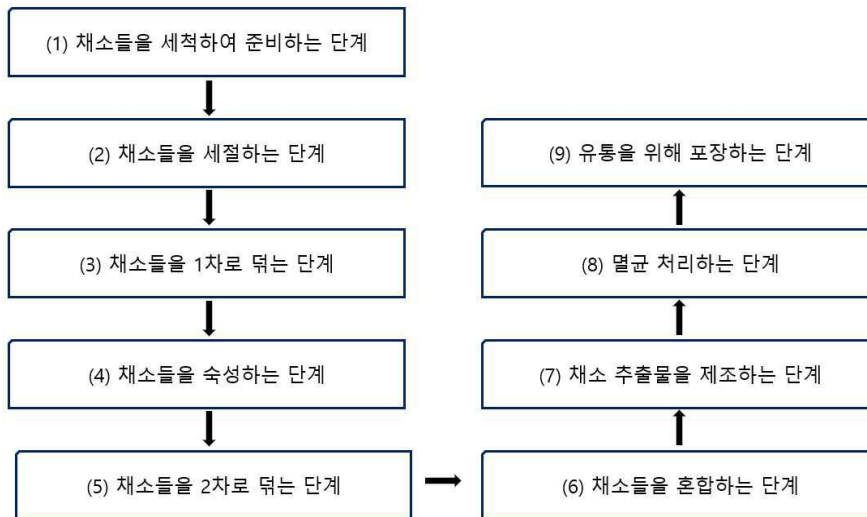 (1) 채소들을 세척하여 준비하는 단계
(2) 채소들을 세절하는 단계
(3) 채소들을 1차로 덖는 단계
(4) 채소들을 숙성하는 단계
(5) 채소들을 2차로 덖는 단계
(6) 채소들을 혼합하는 단계
(7) 채소 추출물을 제조하는 단계
(8) 멸균 처리하는 단계
(9) 유통을 위해 포장하는 단계